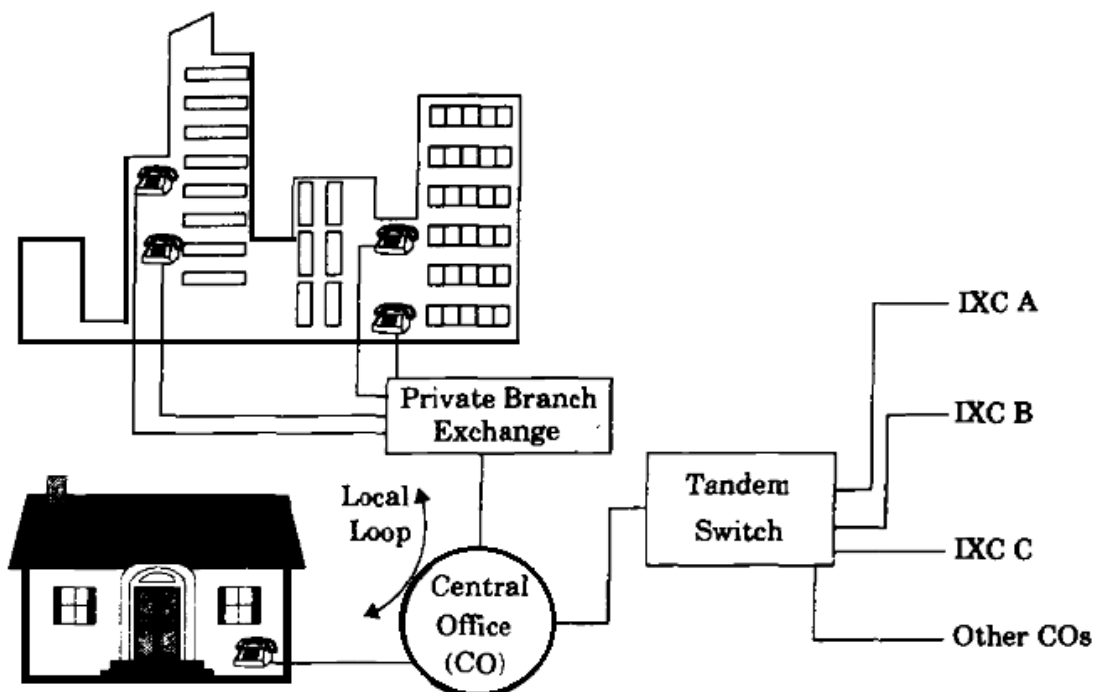 IXC A
Private Branch
Exchange
IXC B
Local
Loop
Tandem
Switch
IXC C
Central
Office
(CO)
Other COs